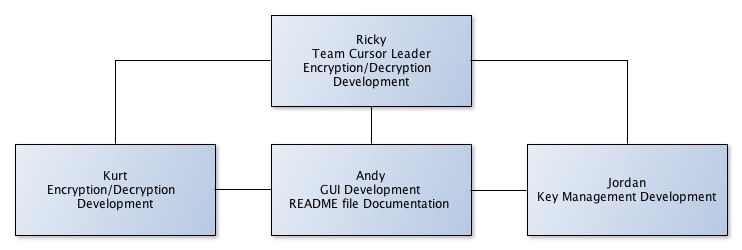 Ricky
Team Cursor Leader
Encryption/Decryption
Development
Kurt
Encryption/Decryption
Development
Andy
GUI Development
README file Documentation
Jordan
Key Management Development